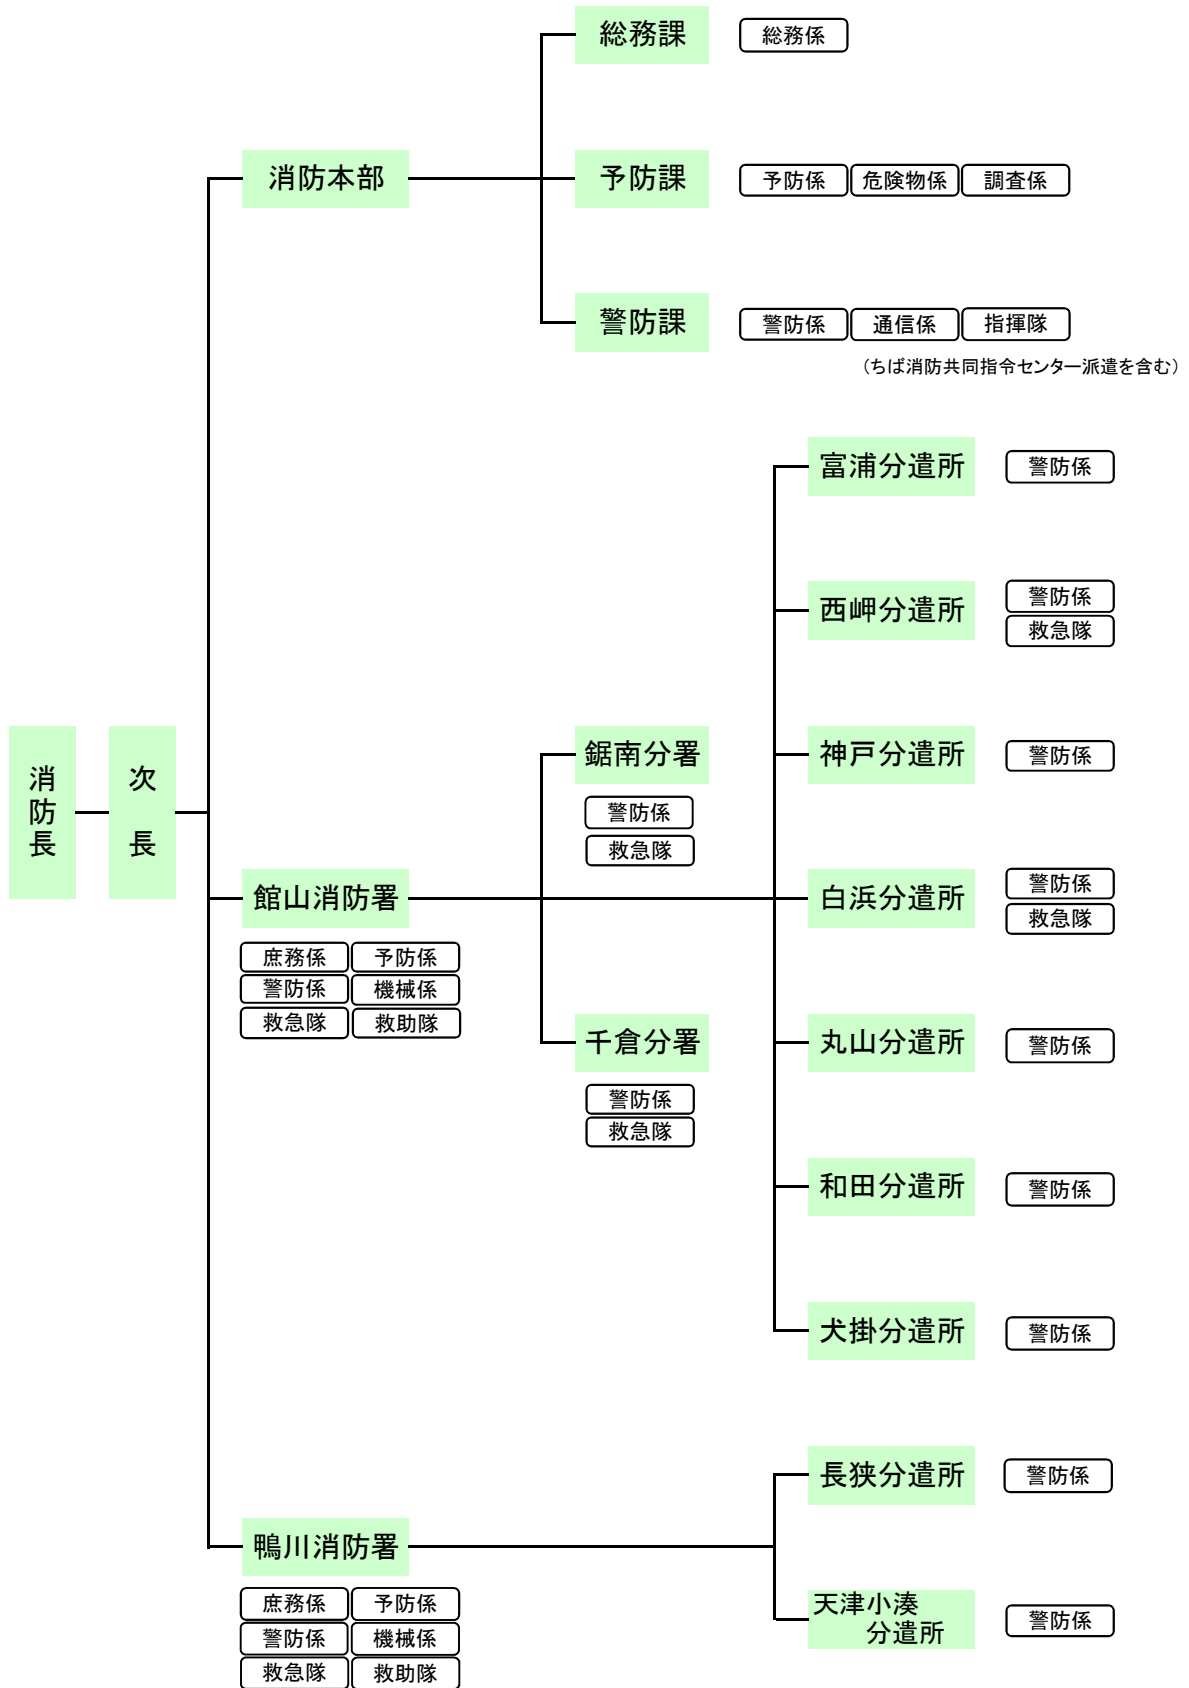 総務課
総務係
消防本部
予防課
予防係
危険物係
調査係
警防課
警防係
通信係
指揮隊
（ちば消防共同指令センター派遣を含む）
富浦分遣所
警防係
西岬分遣所
警防係
救急隊
消防長
次長
鋸南分署
警防係
救急隊
神戸分遣所
警防係
館山消防署
庶務係
予防係
警防係
機械係
救急隊
救助隊
白浜分遣所
警防係
救急隊
千倉分署
警防係
救急隊
丸山分遣所
警防係
和田分遣所
警防係
犬掛分遣所
警防係
長狭分遣所
警防係
鴨川消防署
庶務係
予防係
警防係
機械係
救急隊
救助隊
天津小湊
分遣所
警防係